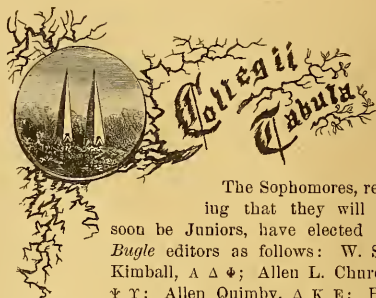 Collegii
Tabula
The Sophomores, re
ing that they will
soon be Juniors, have elected
Bugle editors as follows: W. S
Kimball, Α Δ Φ; Allen L. Churc
Ψ Υ; Allen Quimby, Δ Κ Ε; F